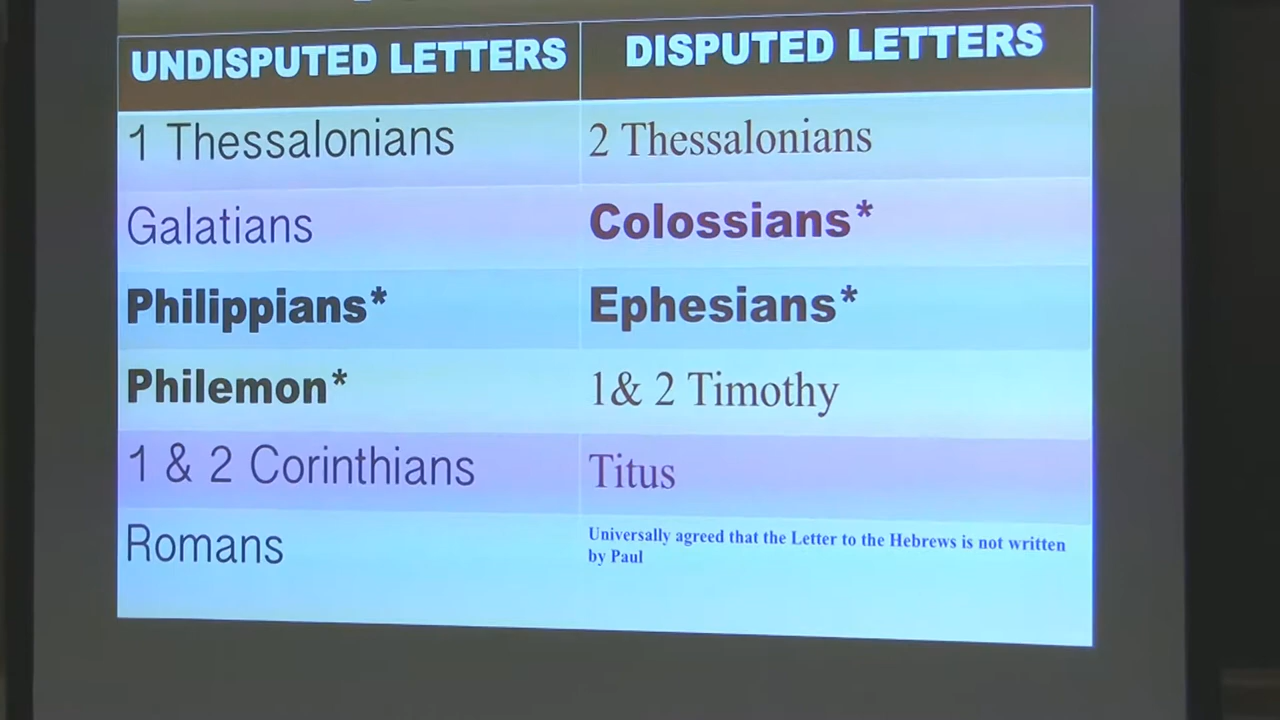 UNDISPUTED LETTERS
DISPUTED LETTERS
1 Thessalonians
2 Thessalonians
Galatians
Colossians*
Philippians*
Ephesians*
Philemon*
1& 2 Timothy
1 & 2 Corinthians
Titus
Romans
Universally agreed that the Letter to the Hebrews is not written
by Paul